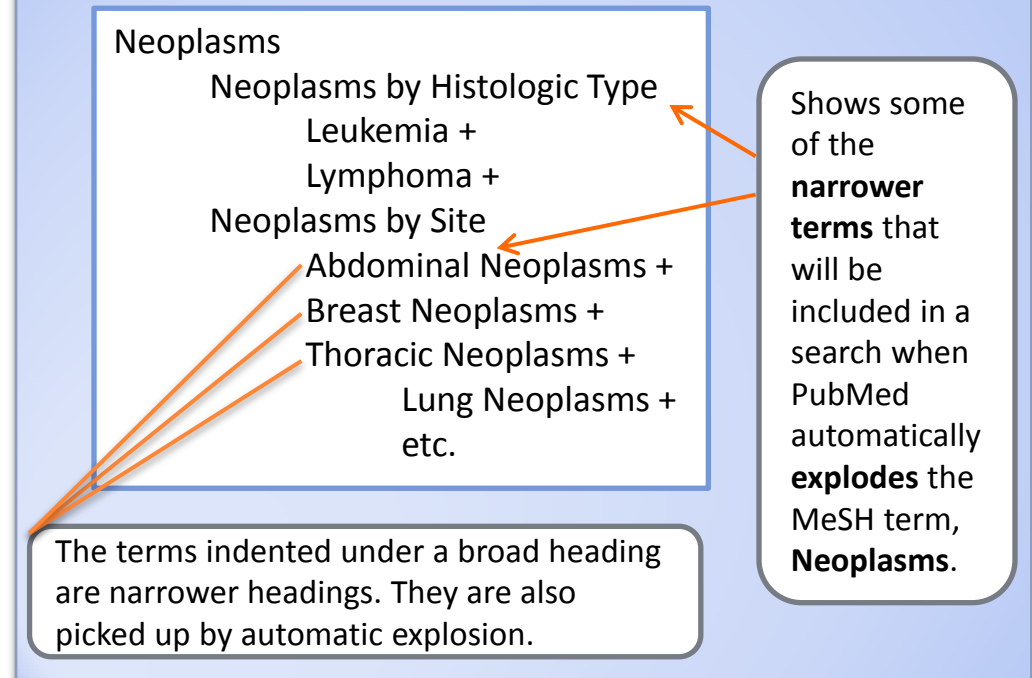 Neoplasms
Neoplasms by Histologic Type
Leukemia +
Lymphoma +
Neoplasms by Site
Abdominal Neoplasms +
Breast Neoplasms +
Thoracic Neoplasms +
Lung Neoplasms +
etc.
Shows some
of the
narrower
terms that
will be
included in a
search when
PubMed
automatically
explodes the
MeSH term,
Neoplasms.
The terms indented under a broad heading
are narrower headings. They are also
picked up by automatic explosion.